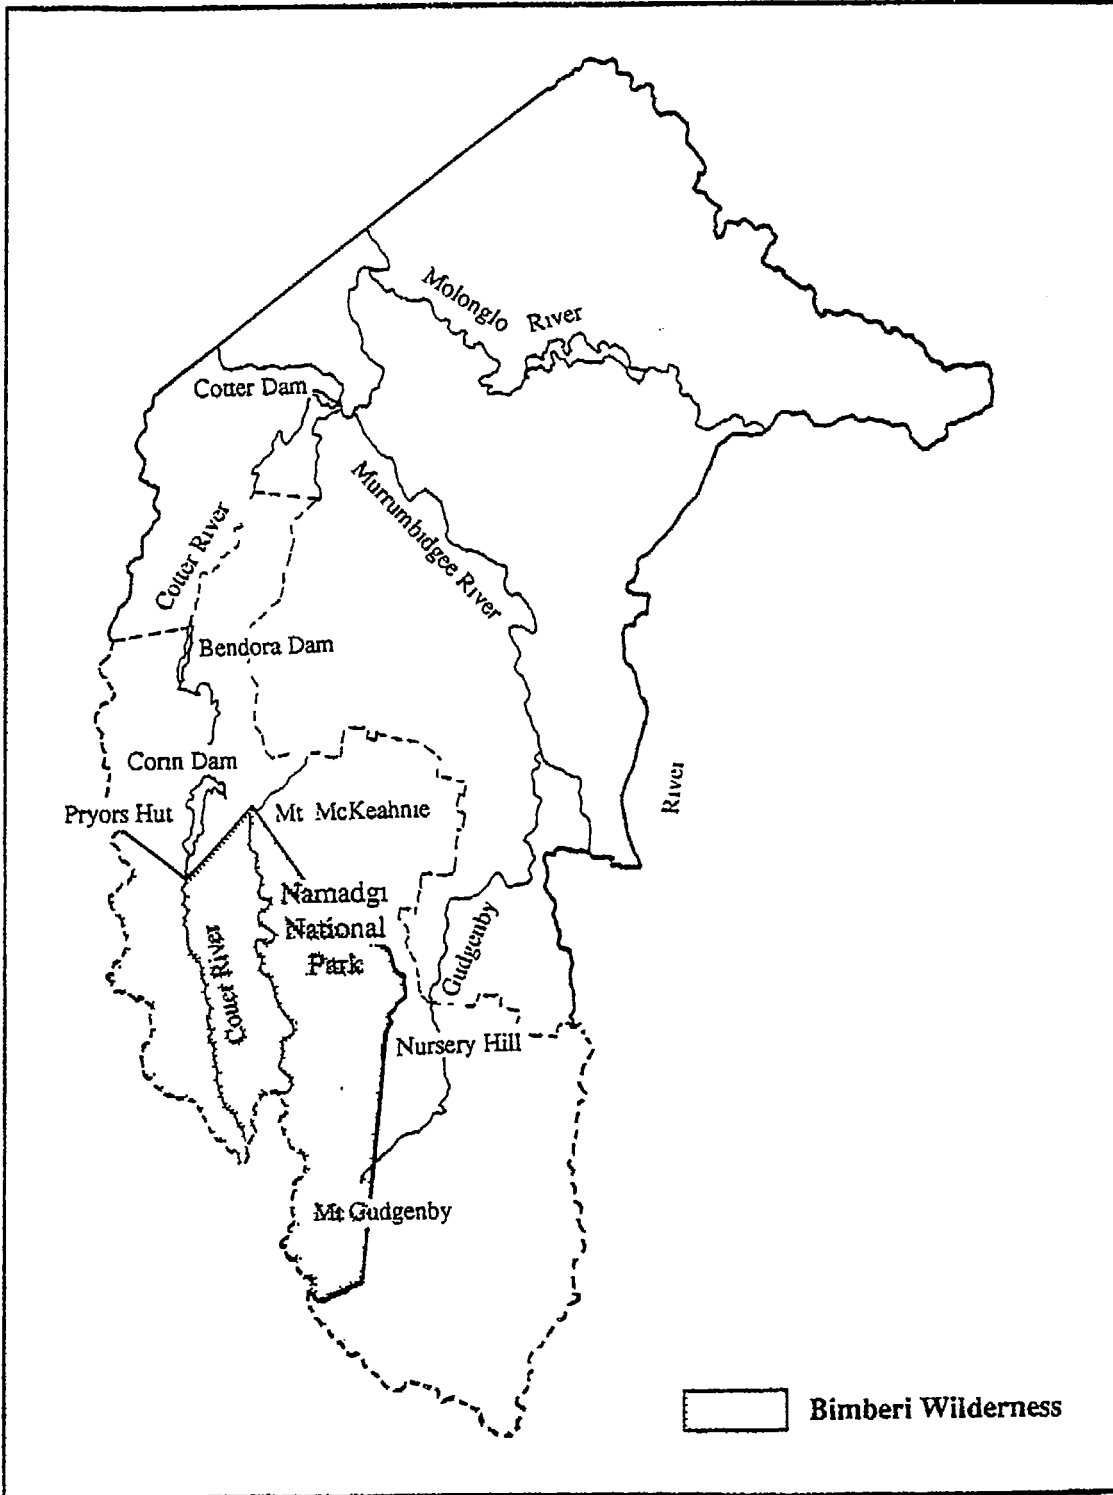 Molonglo River
Cotter Dam
Murrumbidgee River
Cotter River
Bendora Dam
Corin Dam
River
Pryors Hut
Mt McKeahnie
Namadgi
National
Park
Gudgenby
Cotter River
Nursery Hill
Mt Gudgenby
Bimberi Wilderness